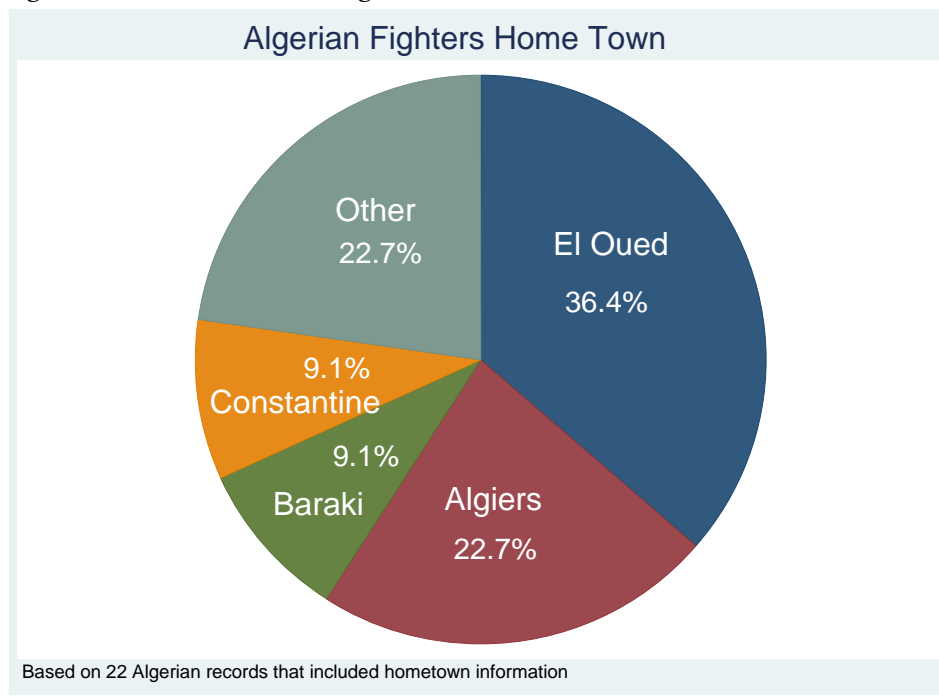 Algerian Fighters Home Town
Other
22.7%
El Oued
36.4%
9.1%
Constantine
9.1%
Baraki
Algiers
22.7%
Based on 22 Algerian records that included hometown information